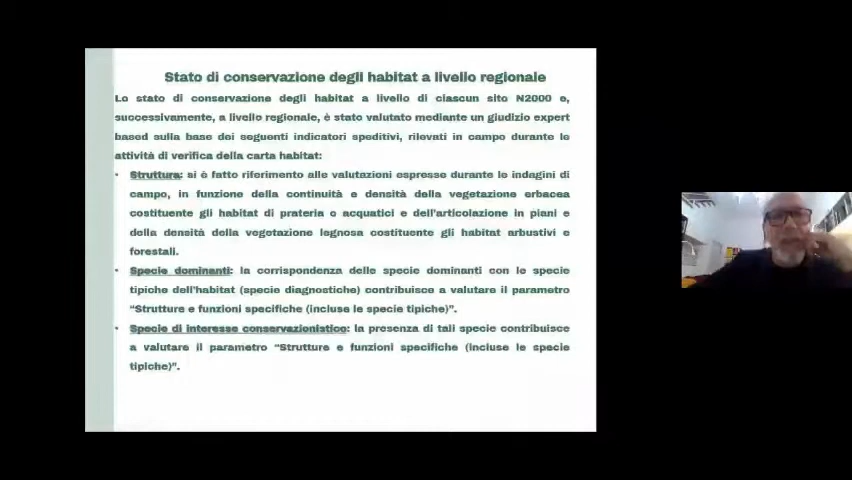 Stato di conservazione degli habitat a livello regionale
Lo stato di conservazione degli habitat a livello di ciascun sito N2000 e,
successivamente, a livello regionale, è stato valutato mediante un giudizio expert
based sulla base dei seguenti indicatori speditivi, rilevati in campo durante le
attività di verifica della carta habitat:
• Struttura: si è fatto riferimento alle valutazioni espresse durante le indagini di
campo, in funzione della continuità e densità della vegetazione erbacea
costituente gli habitat di prateria o acquatici e dell'articolazione in piani e
della densità della vegetazione legnosa costituente gli habitat arbustivi e
forestali.
• Specie dominanti: la corrispondenza delle specie dominanti con le specie
tipiche dell'habitat (specie diagnostiche) contribuisce a valutare il parametro
"Strutture e funzioni specifiche (incluse le specie tipiche)".
• Specie di interesse conservazionistico: la presenza di tali specie contribuisce
a valutare il parametro "Strutture e funzioni specifiche (incluse le specie
tipiche)".